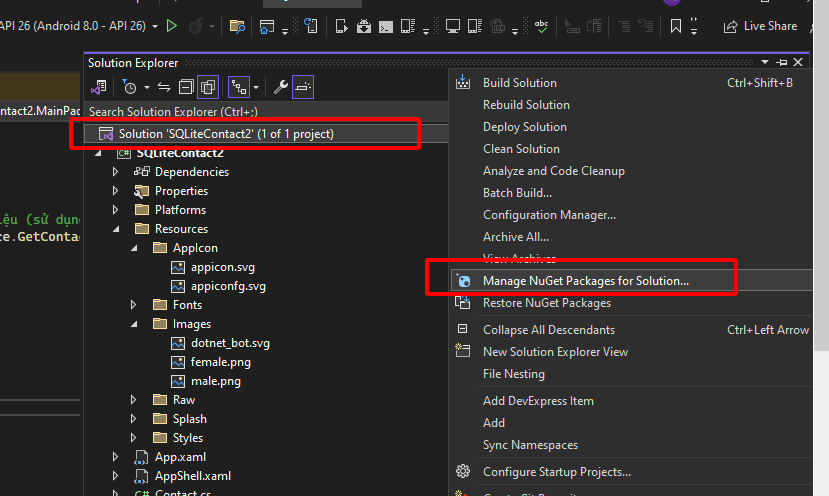 API 26 (Android 8.0 - API 26)
Live Share
Solution Explorer
Search Solution Explorer (Ctrl+;)
ontact2.MainPac
Solution 'SQLiteContact2' (1 of 1 project)
SQLiteContact2
Dependencies
Properties
Platforms
iệu (sử dụn
Resources
ce.GetConta
AppIcon
appicon.svg
appiconfg.svg
Fonts
Images
dotnet_bot.svg
female.png
male.png
Raw
Splash
Styles
App.xaml
AppShell.xaml
Contact.cs
Build Solution Ctrl+Shift+B
Rebuild Solution
Deploy Solution
Clean Solution
Analyze and Code Cleanup
Batch Build...
Configuration Manager...
Archive All...
View Archives
Manage NuGet Packages for Solution...
Restore NuGet Packages
Collapse All Descendants Ctrl+Left Arrow
New Solution Explorer View
File Nesting
Add DevExpress Item
Add
Sync Namespaces
Configure Startup Projects...